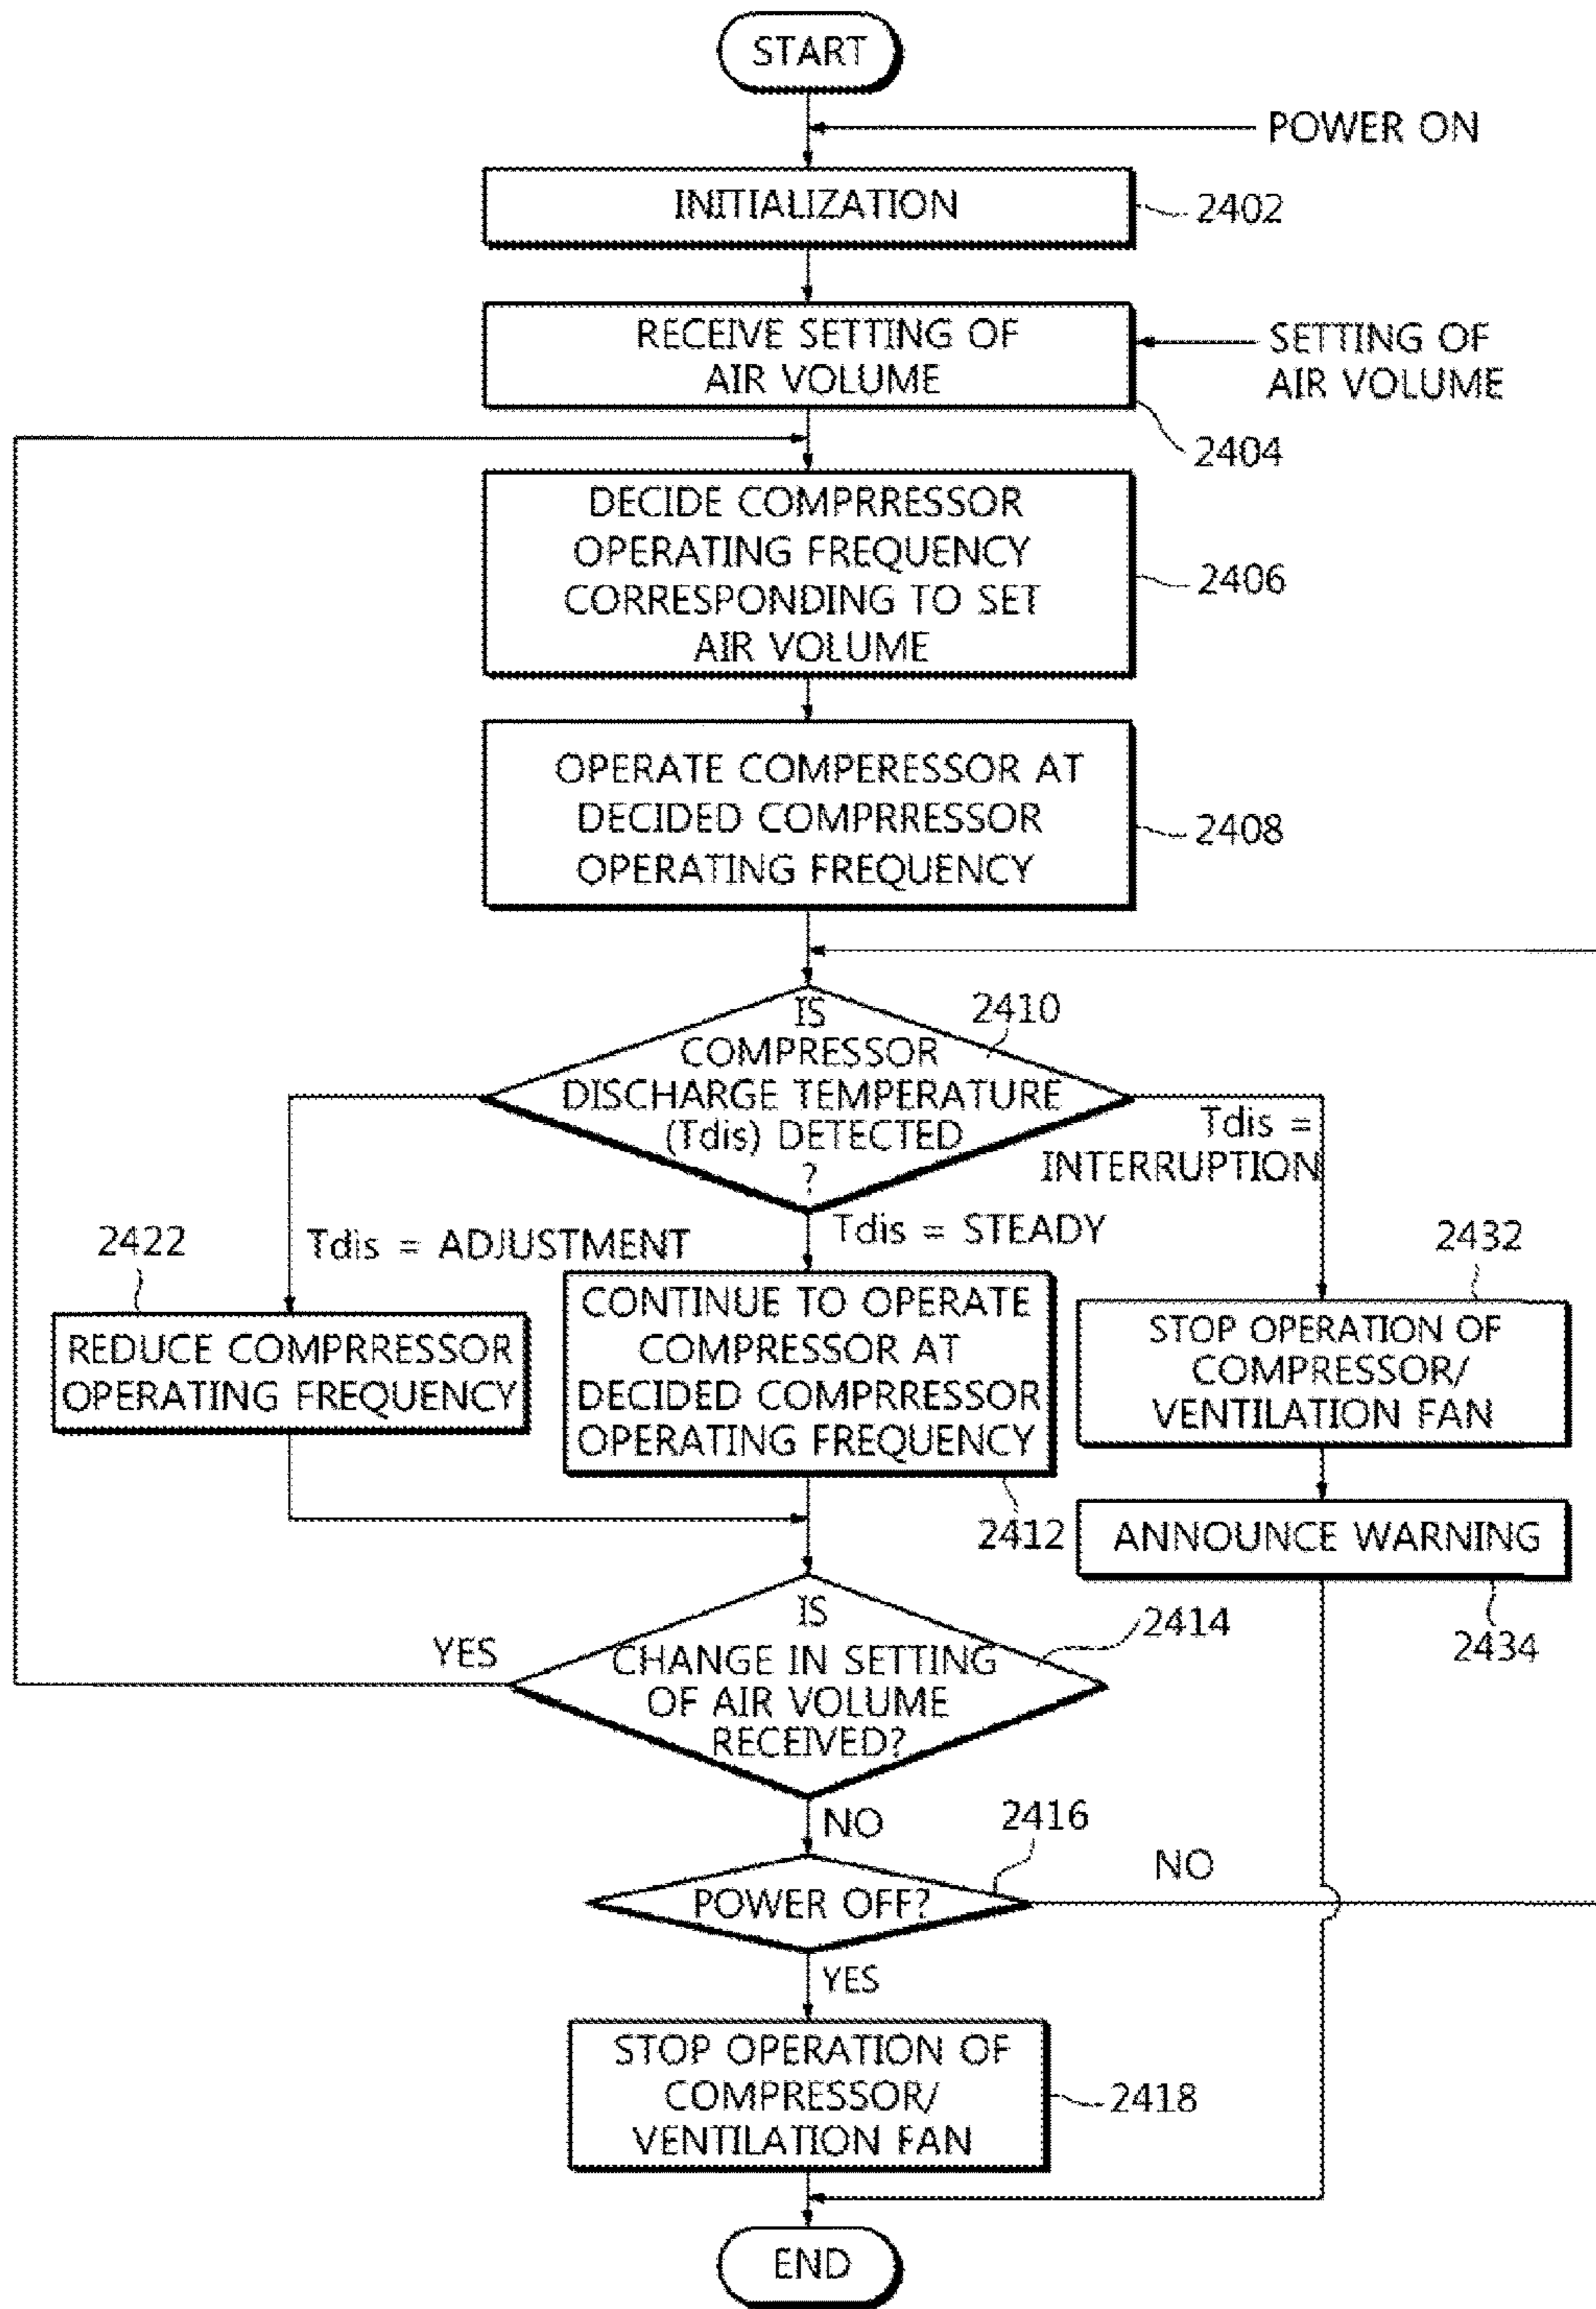 START
POWER ON
INITIALIZATION
2402
RECEIVE SETTING OF
AIR VOLUME
SETTING OF
AIR VOLUME
2404
DECIDE COMPRRESSOR
OPERATING FREQUENCY
CORRESPONDING TO SET
AIR VOLUME
2406
OPERATE COMPERESSOR AT
DECIDED COMPRRESSOR
OPERATING FREQUENCY
2408
IS
COMPRESSOR
DISCHARGE TEMPERATURE
(Tdis) DETECTED
?
2410
Tdis =
INTERRUPTION
Tdis = ADJUSTMENT
Tdis = STEADY
2422
REDUCE COMPRRESSOR
OPERATING FREQUENCY
CONTINUE TO OPERATE
COMPRESSOR AT
DECIDED COMPRRESSOR
OPERATING FREQUENCY
2412
2432
STOP OPERATION OF
COMPRESSOR/
VENTILATION FAN
ANNOUNCE WARNING
2434
IS
CHANGE IN SETTING
OF AIR VOLUME
RECEIVED?
2414
YES
NO
POWER OFF?
2416
NO
YES
STOP OPERATION OF
COMPRESSOR/
VENTILATION FAN
2418
END